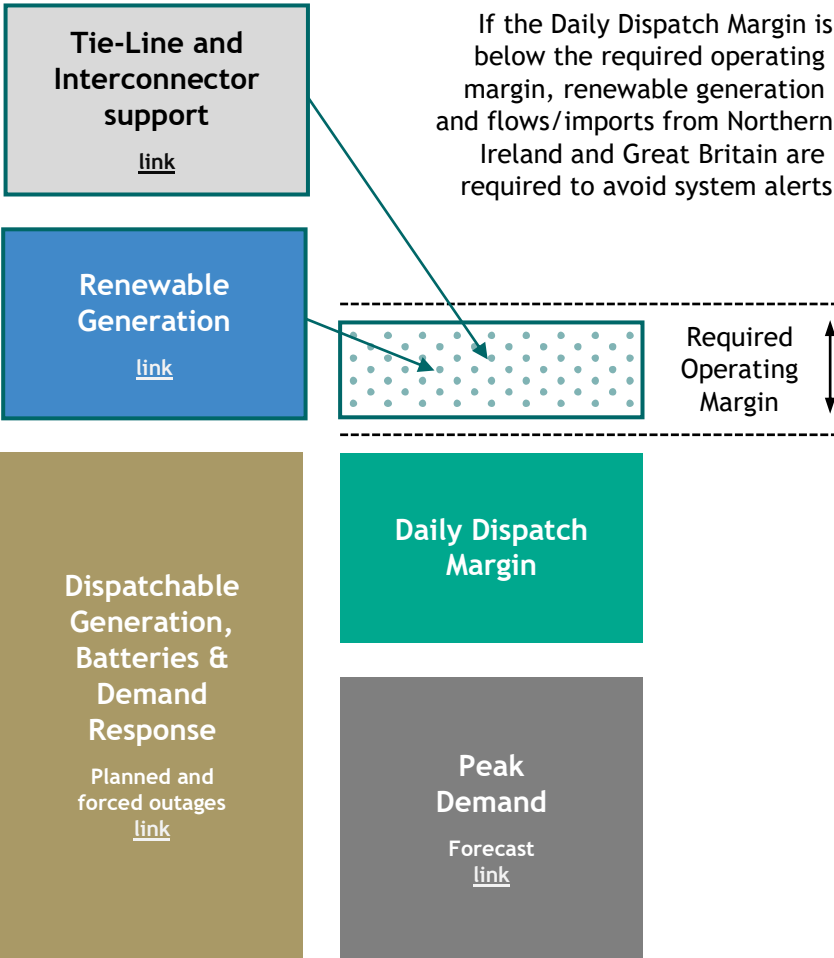 Tie-Line and
Interconnector
support
link
If the Daily Dispatch Margin is
below the required operating
margin, renewable generation
and flows/imports from Northern
Ireland and Great Britain are
required to avoid system alerts
Renewable
Generation
link
Required
Operating
Margin
Daily Dispatch
Margin
Dispatchable
Generation,
Batteries &
Demand
Response
Planned and
forced outages
link
Peak
Demand
Forecast
link